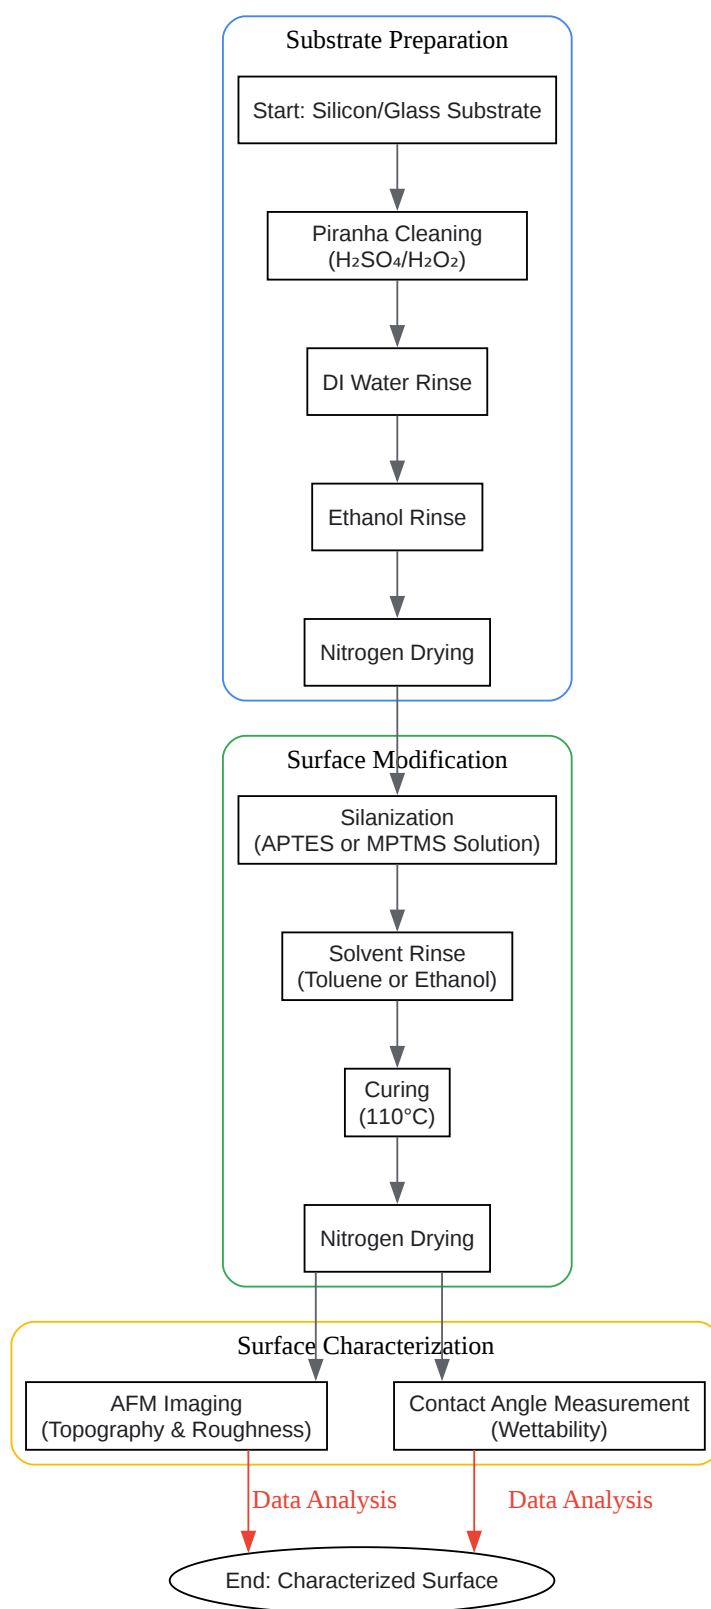 Substrate Preparation
Start: Silicon/Glass Substrate
Piranha Cleaning
(H₂SO₄/H₂O₂)
DI Water Rinse
Ethanol Rinse
Nitrogen Drying
Surface Modification
Silanization
(APTES or MPTMS Solution)
Solvent Rinse
(Toluene or Ethanol)
Curing
(110°C)
Nitrogen Drying
Surface Characterization
AFM Imaging
(Topography & Roughness)
Contact Angle Measurement
(Wettability)
Data Analysis
Data Analysis
End: Characterized Surface